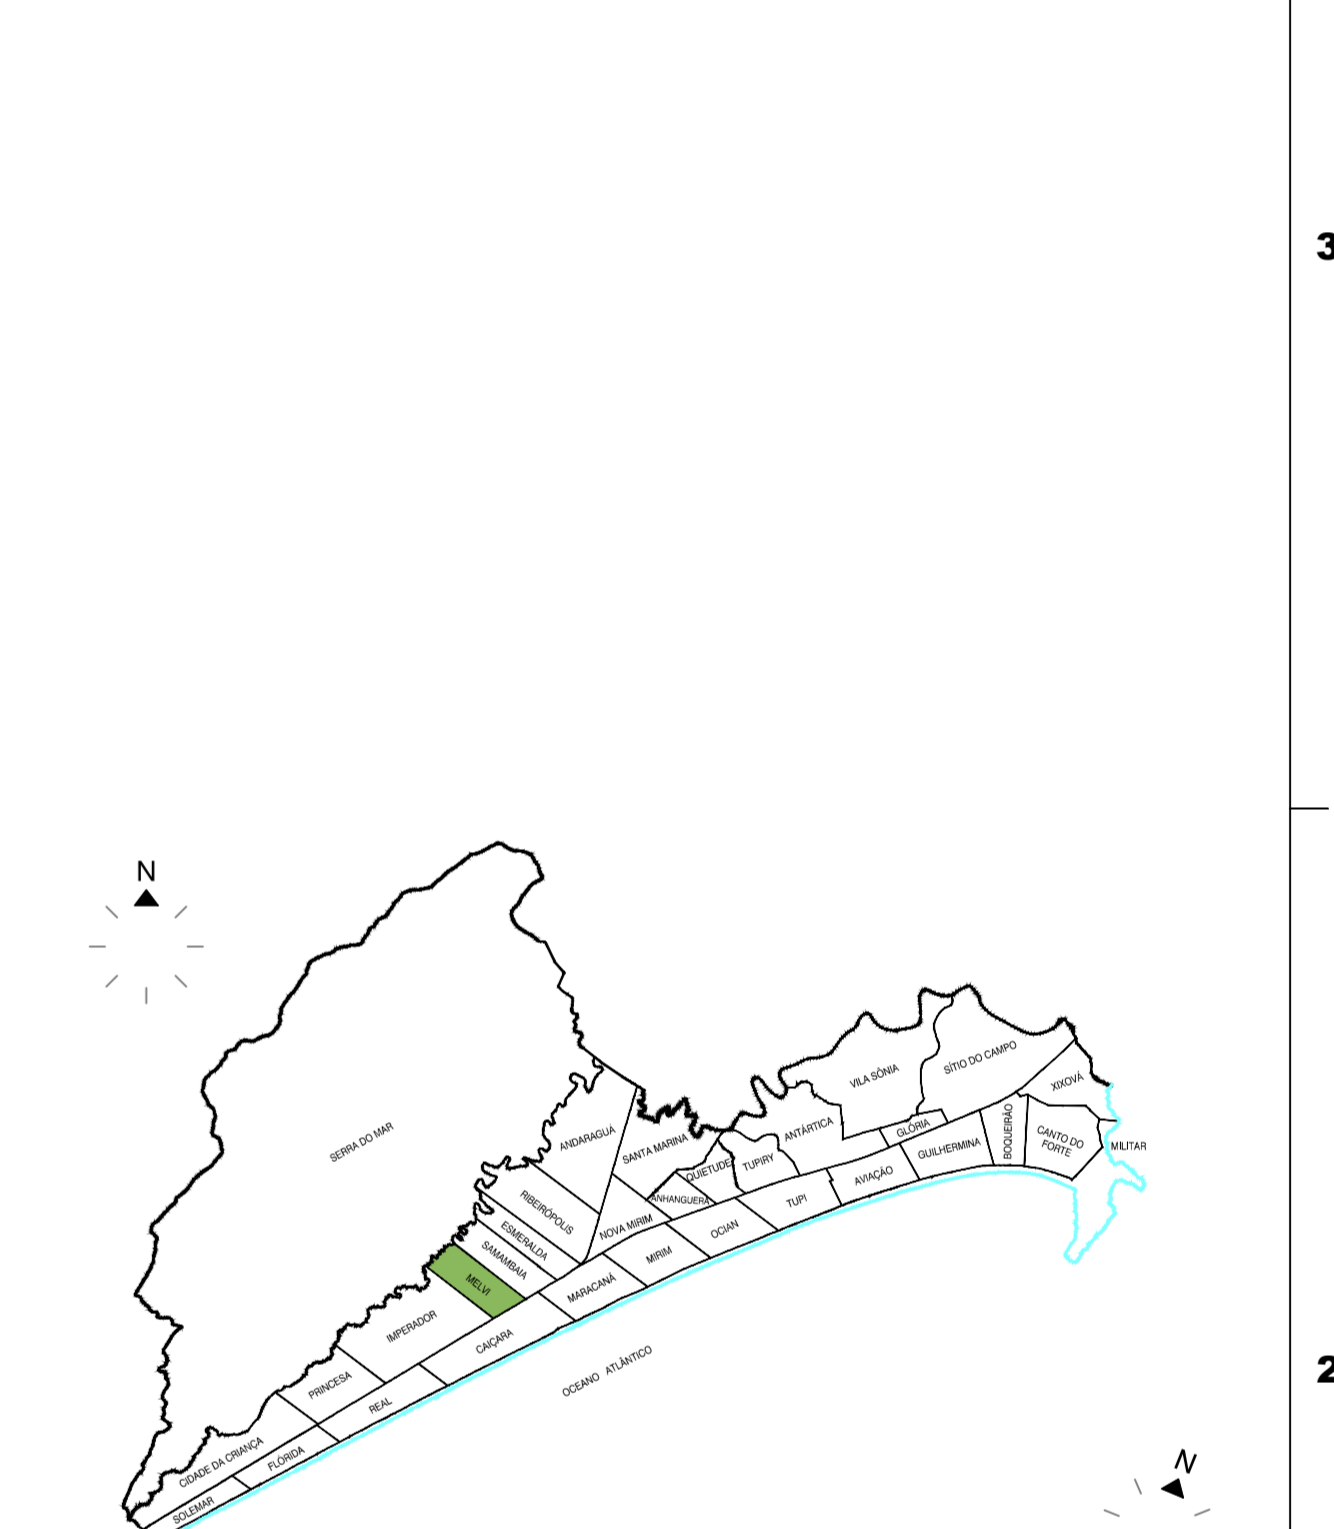 3
N
SERRA DO MAR
SÍTIO DO CAMPO
VILA SÔNIA
XIXOVÁ
ANDARAGUÁ
SANTA MARINA
ANTÁRTICA
GLÓRIA
BOQUEIRÃO
CANTO DO
FORTE
MILITAR
GUILHERMINA
QUIETUDE
TUPIRY
AVIAÇÃO
ANHANGUERA
TUPI
RIBEIRÓPOLIS
NOVA MIRIM
OCIAN
ESMERALDA
SAMAMBAIA
MIRIM
MELVI
MARACANÃ
IMPERADOR
CAIÇARA
OCEANO ATLÂNTICO
2
PRINCESA
REAL
CIDADE DA CRIANÇA
FLÓRIDA
N
SOLEMAR